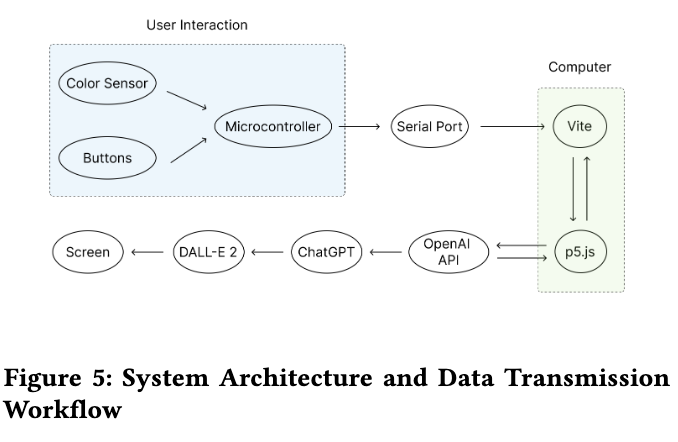 User Interaction
Computer
Color Sensor
Buttons
Microcontroller
Serial Port
Vite
Screen
DALL-E 2
ChatGPT
OpenAI
API
p5.js
Figure 5: System Architecture and Data Transmission
Workflow